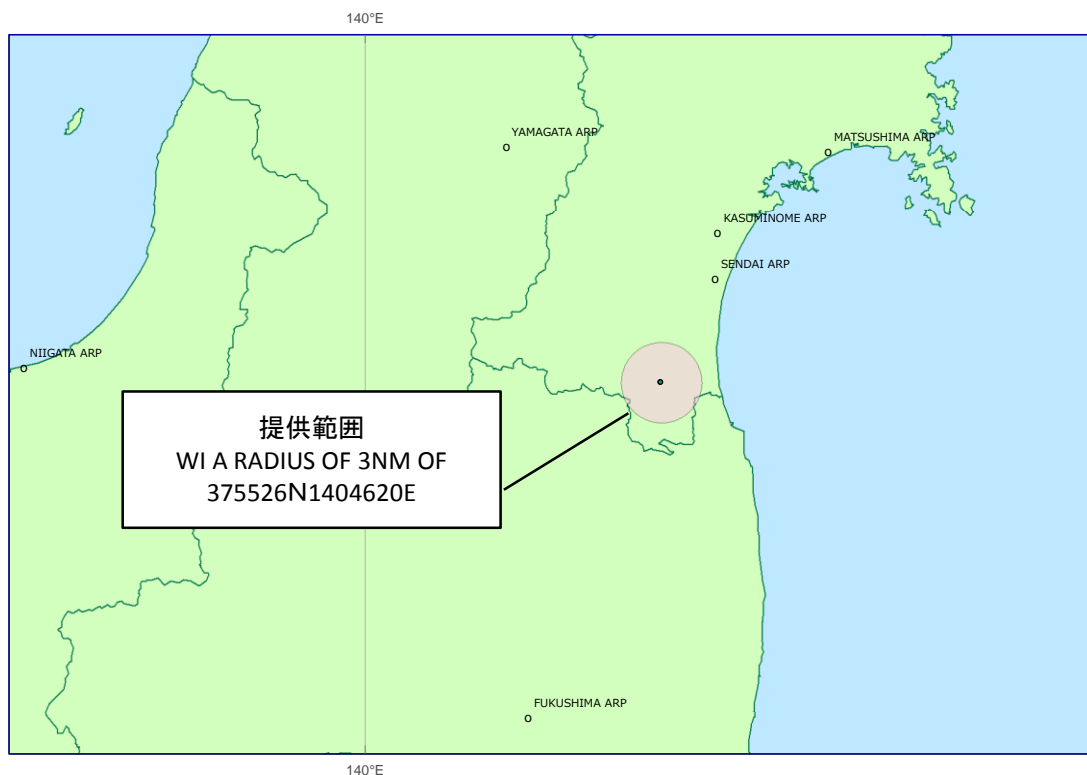 140°E
YAMAGATA ARP
MATSUSHIMA ARP
KASUMINOME ARP
SENDAI ARP
NIIGATA ARP
提供範囲
WI A RADIUS OF 3NM OF
375526N1404620E
FUKUSHIMA ARP
140°E